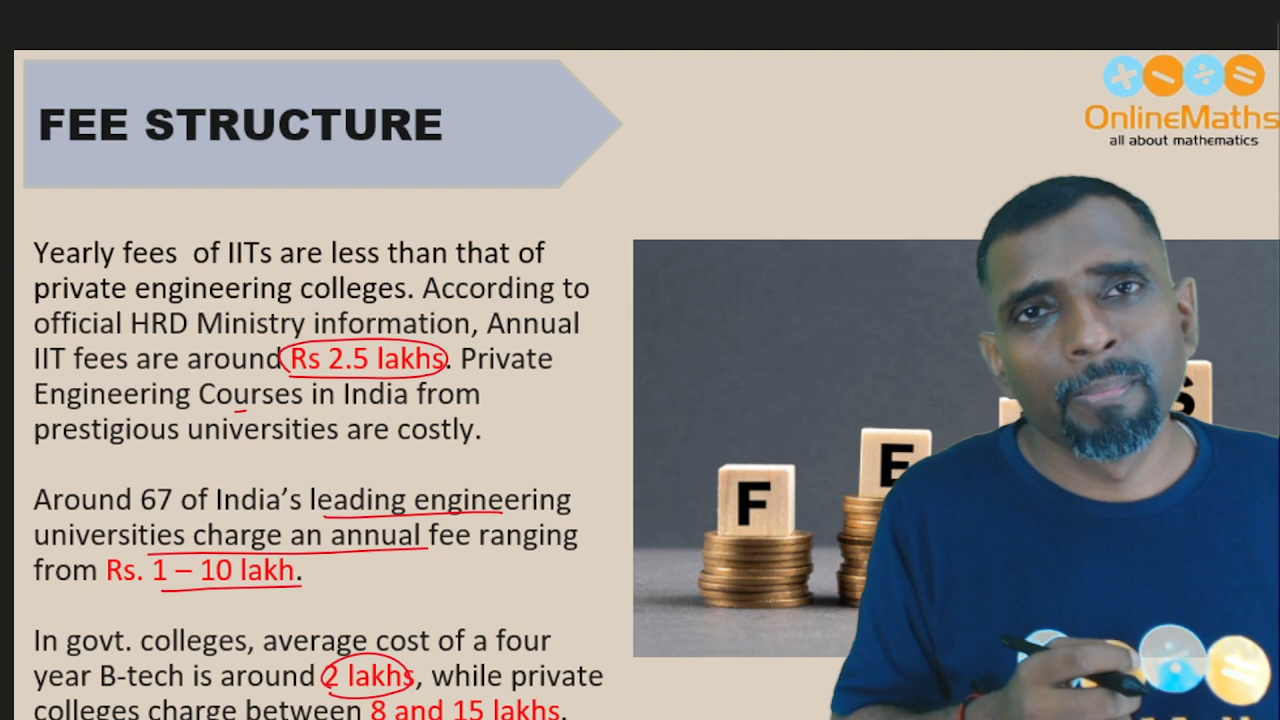 FEE STRUCTURE
OnlineMaths
all about mathematics
Yearly fees of IITs are less than that of
private engineering colleges. According to
official HRD Ministry information, Annual
IIT fees are around Rs 2.5 lakhs. Private
Engineering Courses in India from
prestigious universities are costly.
Around 67 of India’s leading engineering
universities charge an annual fee ranging
from Rs. 1 – 10 lakh.
In govt. colleges, average cost of a four
year B-tech is around 2 lakhs, while private
colleges charge between 8 and 15 lakhs.
F
E
S